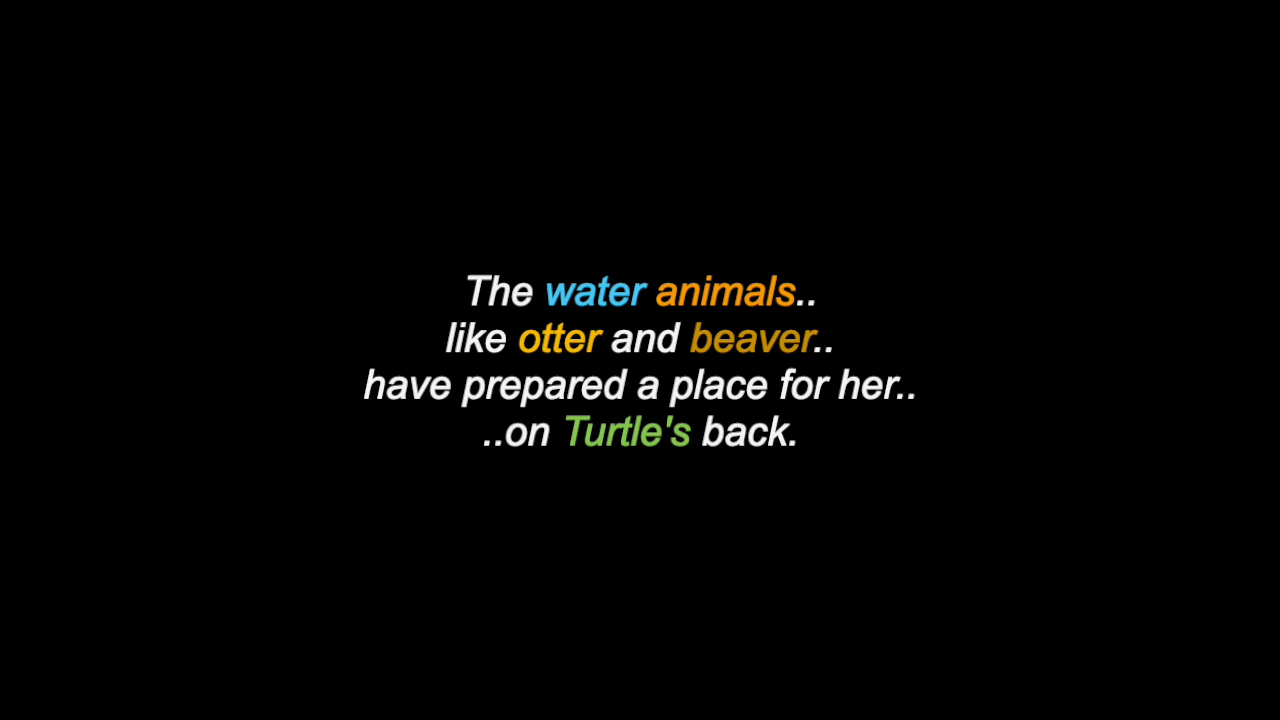 The water animals..
like otter and beaver..
have prepared a place for her..
..on Turtle's back.